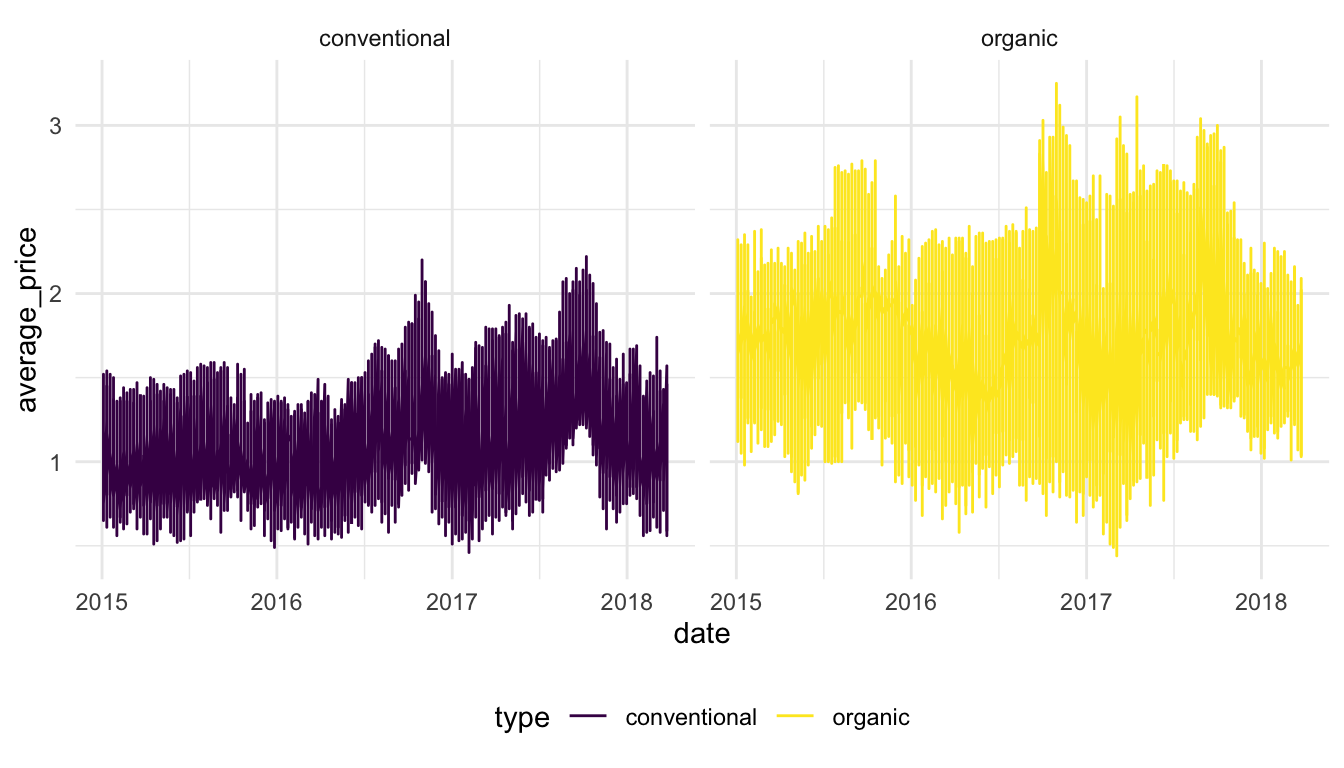 conventional
organic
average_price
3
2
1
2015 2016 2017 2018
2015 2016 2017 2018
date
type conventional organic